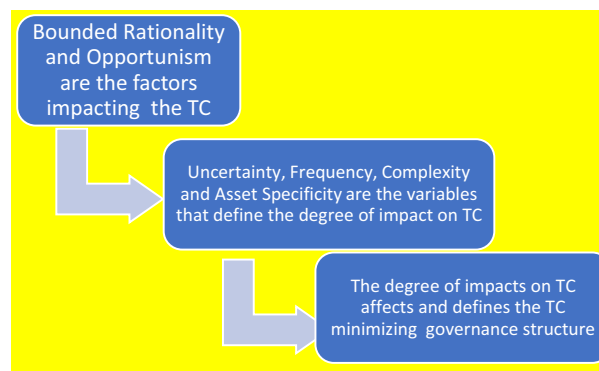 Bounded Rationality
and Opportunism
are the factors
impacting the TC
Uncertainty, Frequency, Complexity
and Asset Specificity are the variables
that define the degree of impact on TC
The degree of impacts on TC
affects and defines the TC
minimizing governance structure